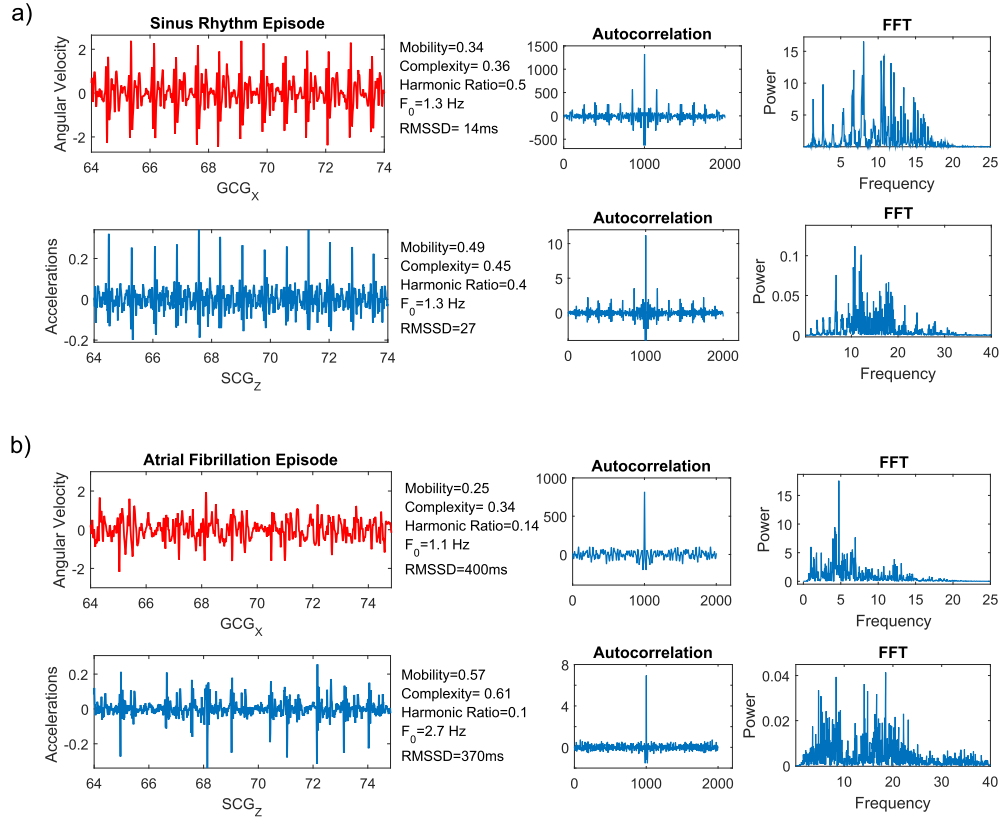 a)
Sinus Rhythm Episode
Angular Velocity
2
0
-2
64 66 68 70 72 74
GCG_X
Mobility=0.34
Complexity= 0.36
Harmonic Ratio=0.5
F_0=1.3 Hz
RMSSD= 14ms
Autocorrelation
1500
1000
500
0
-500
0 1000 2000
FFT
Power
15
10
5
5 10 15 20 25
Frequency
Accelerations
0.2
0
-0.2
64 66 68 70 72 74
SCG_Z
Mobility=0.49
Complexity= 0.45
Harmonic Ratio=0.4
F_0=1.3 Hz
RMSSD=27
Autocorrelation
10
5
0
0 1000 2000
FFT
Power
0.1
0.05
0
10 20 30 40
Frequency
b)
Atrial Fibrillation Episode
Angular Velocity
2
0
-2
64 66 68 70 72 74
GCG_X
Mobility=0.25
Complexity= 0.34
Harmonic Ratio=0.14
F_0=1.1 Hz
RMSSD=400ms
Autocorrelation
1000
500
0
0 1000 2000
FFT
Power
15
10
5
0
0 5 10 15 20 25
Frequency
Accelerations
0.2
0
-0.2
64 66 68 70 72 74
SCG_Z
Mobility=0.57
Complexity= 0.61
Harmonic Ratio=0.1
F_0=2.7 Hz
RMSSD=370ms
Autocorrelation
8
4
0
0 1000 2000
FFT
Power
0.04
0.02
0
10 20 30 40
Frequency